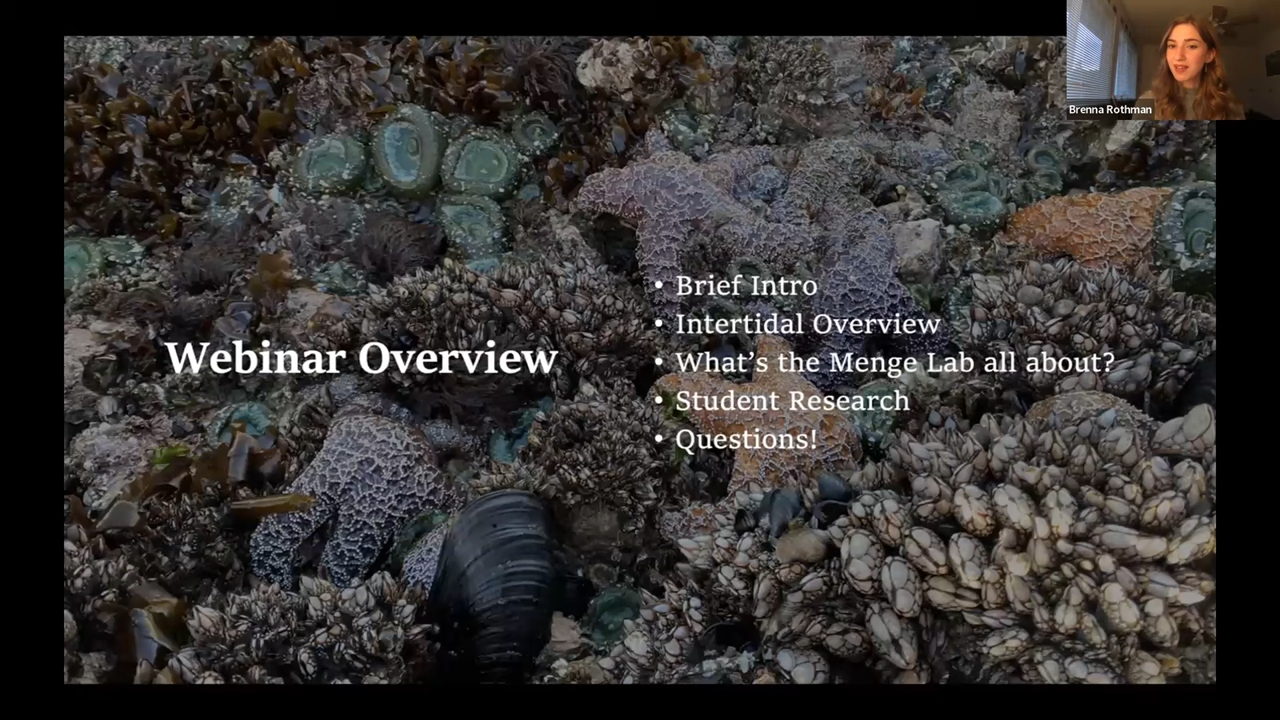 Brenna Rothman
Webinar Overview
• Brief Intro
• Intertidal Overview
• What's the Menge Lab all about?
• Student Research
• Questions!